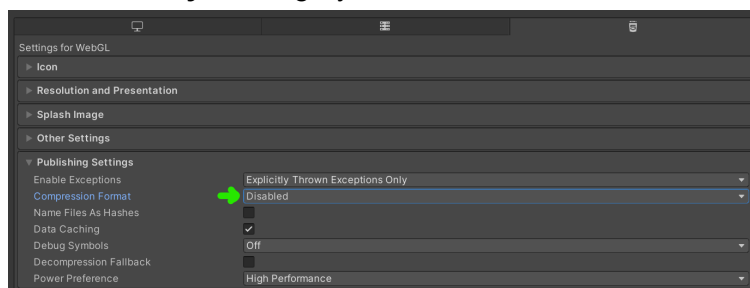 Settings for WebGL
Icon
Resolution and Presentation
Splash Image
Other Settings
Publishing Settings
Enable Exceptions Explicitly Thrown Exceptions Only
Compression Format Disabled
Name Files As Hashes
Data Caching
Debug Symbols Off
Decompression Fallback
Power Preference High Performance